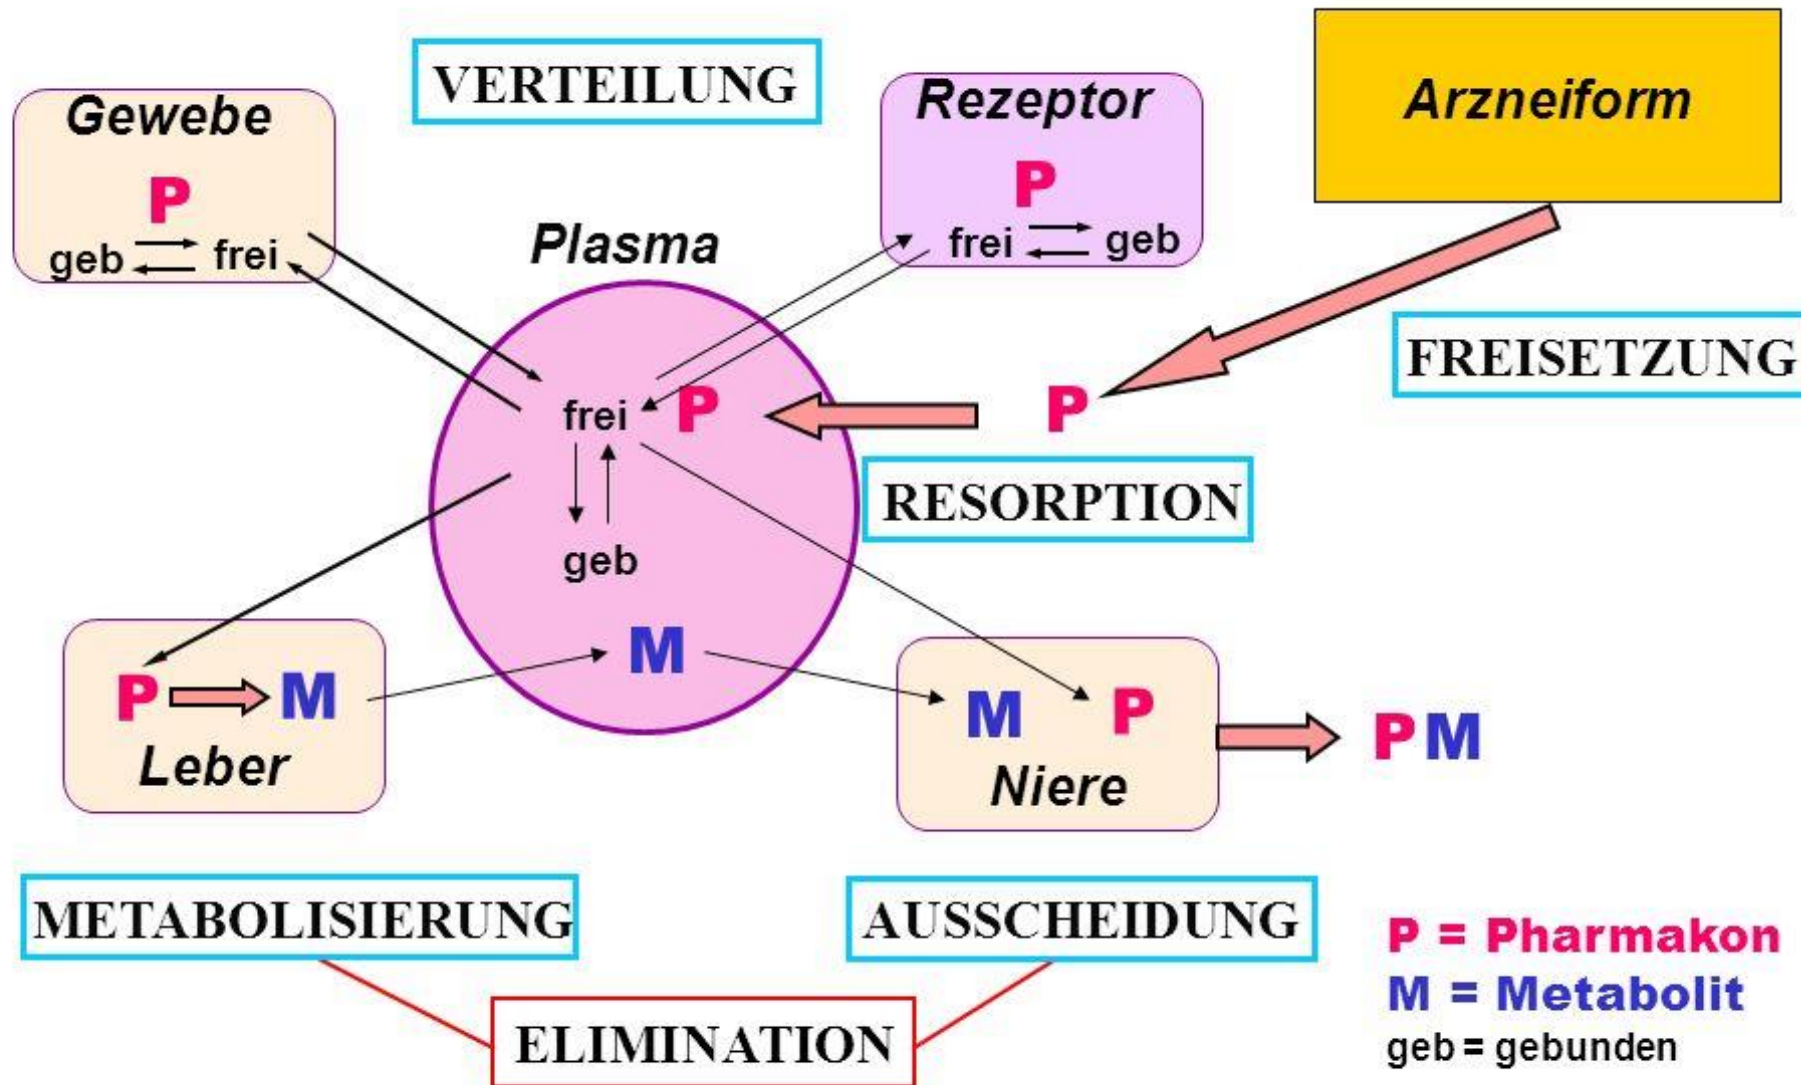 VERTEILUNG
Gewebe
P
geb frei
Rezeptor
P
frei geb
Arzneiform
Plasma
FREISETZUNG
frei P
P
RESORPTION
geb
M
P M
Leber
M P
Niere
PM
METABOLISIERUNG
AUSSCHEIDUNG
ELIMINATION
P = Pharmakon
M = Metabolit
geb = gebunden